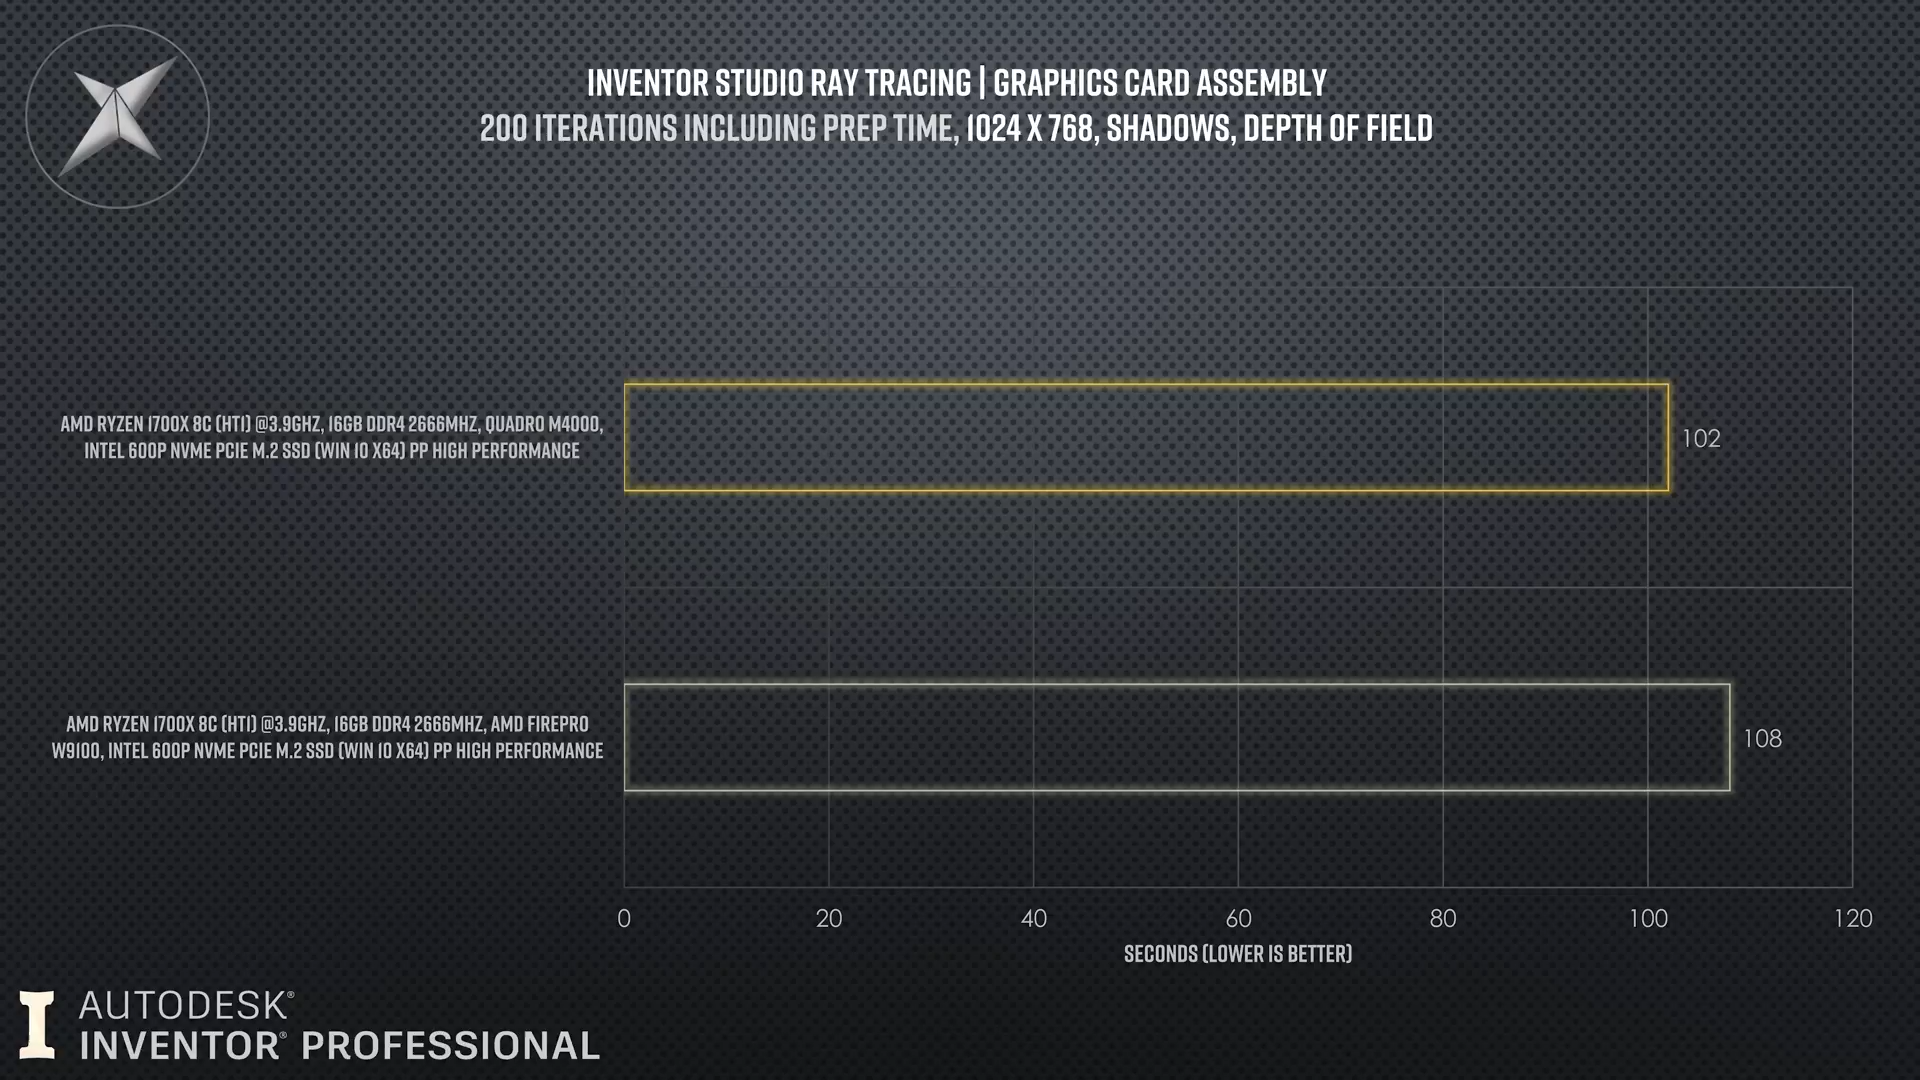 INVENTOR STUDIO RAY TRACING | GRAPHICS CARD ASSEMBLY
200 ITERATIONS INCLUDING PREP TIME, 1024 X 768, SHADOWS, DEPTH OF FIELD
AMD RYZEN 1700X 8C (HT1) @3.9GHZ, 16GB DDR4 2666MHZ, QUADRO M4000,
INTEL 600P NVME PCIE M.2 SSD (WIN 10 X64) PP HIGH PERFORMANCE
102
AMD RYZEN 1700X 8C (HT1) @3.9GHZ, 16GB DDR4 2666MHZ, AMD FIREPRO
W9100, INTEL 600P NVME PCIE M.2 SSD (WIN 10 X64) PP HIGH PERFORMANCE
108
0 20 40 60 80 100 120
SECONDS (LOWER IS BETTER)
I AUTODESK®
INVENTOR® PROFESSIONAL